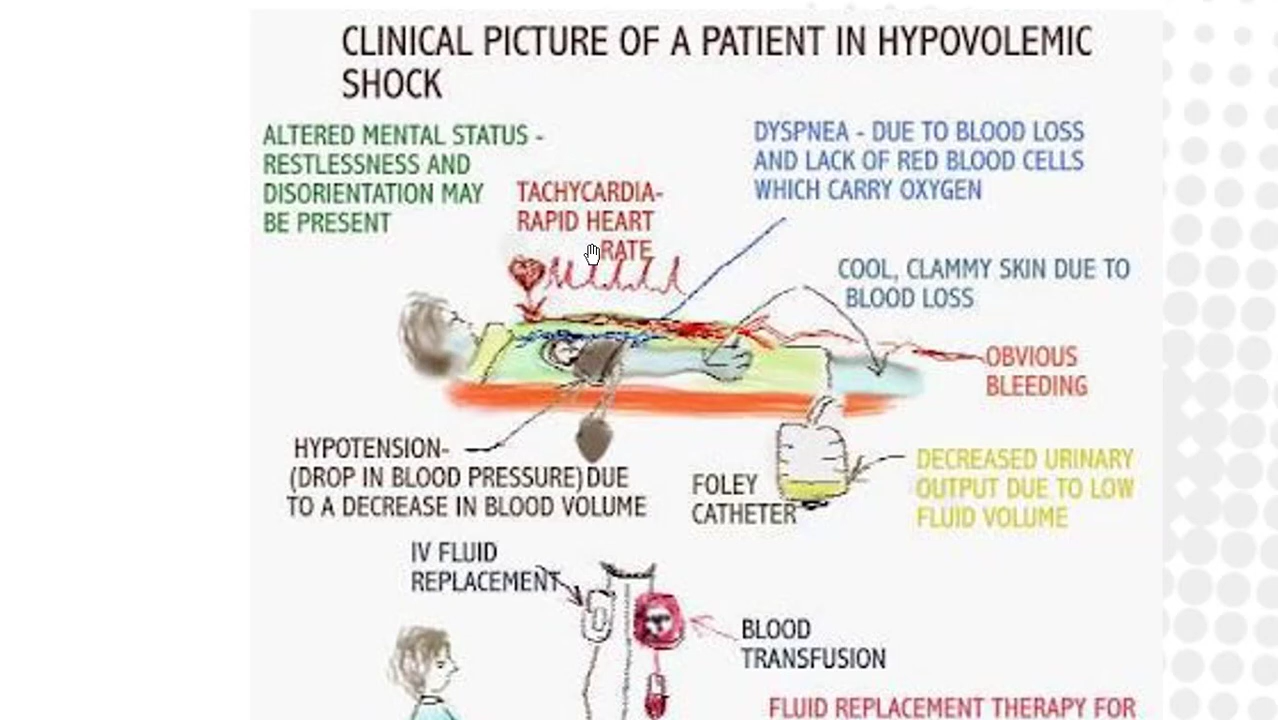 CLINICAL PICTURE OF A PATIENT IN HYPOVOLEMIC
SHOCK
ALTERED MENTAL STATUS -
RESTLESSNESS AND
DISORIENTATION MAY
BE PRESENT
TACHYCARDIA-
RAPID HEART
RATE
DYSPNEA - DUE TO BLOOD LOSS
AND LACK OF RED BLOOD CELLS
WHICH CARRY OXYGEN
COOL, CLAMMY SKIN DUE TO
BLOOD LOSS
OBVIOUS
BLEEDING
HYPOTENSION-
(DROP IN BLOOD PRESSURE) DUE
TO A DECREASE IN BLOOD VOLUME
FOLEY
CATHETER
DECREASED URINARY
OUTPUT DUE TO LOW
FLUID VOLUME
IV FLUID
REPLACEMENT
BLOOD
TRANSFUSION
FLUID REPLACEMENT THERAPY FOR